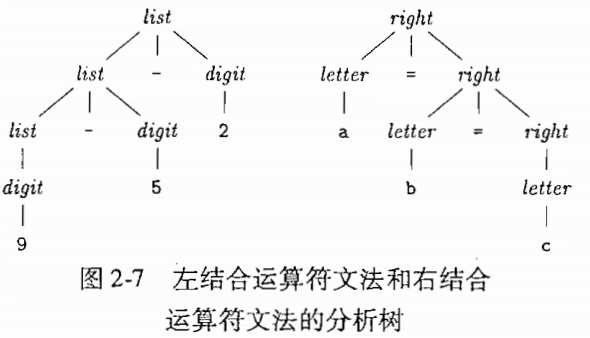 list right
list - digit letter = right
list - digit 2 a letter = right
digit 5 b letter
9 c
图 2-7 左结合运算符文法和右结合
运算符文法的分析树